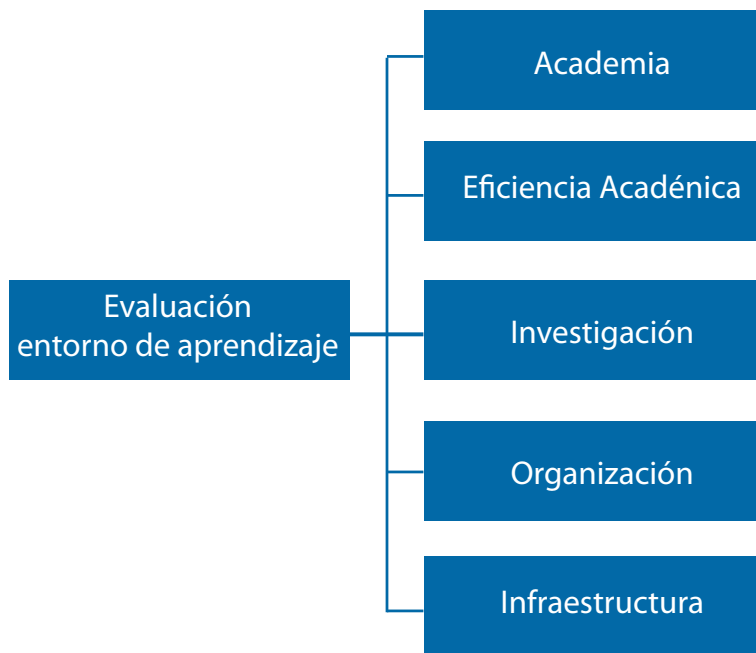 Academia
Eficiencia Acadénica
Evaluación
entorno de aprendizaje
Investigación
Organización
Infraestructura